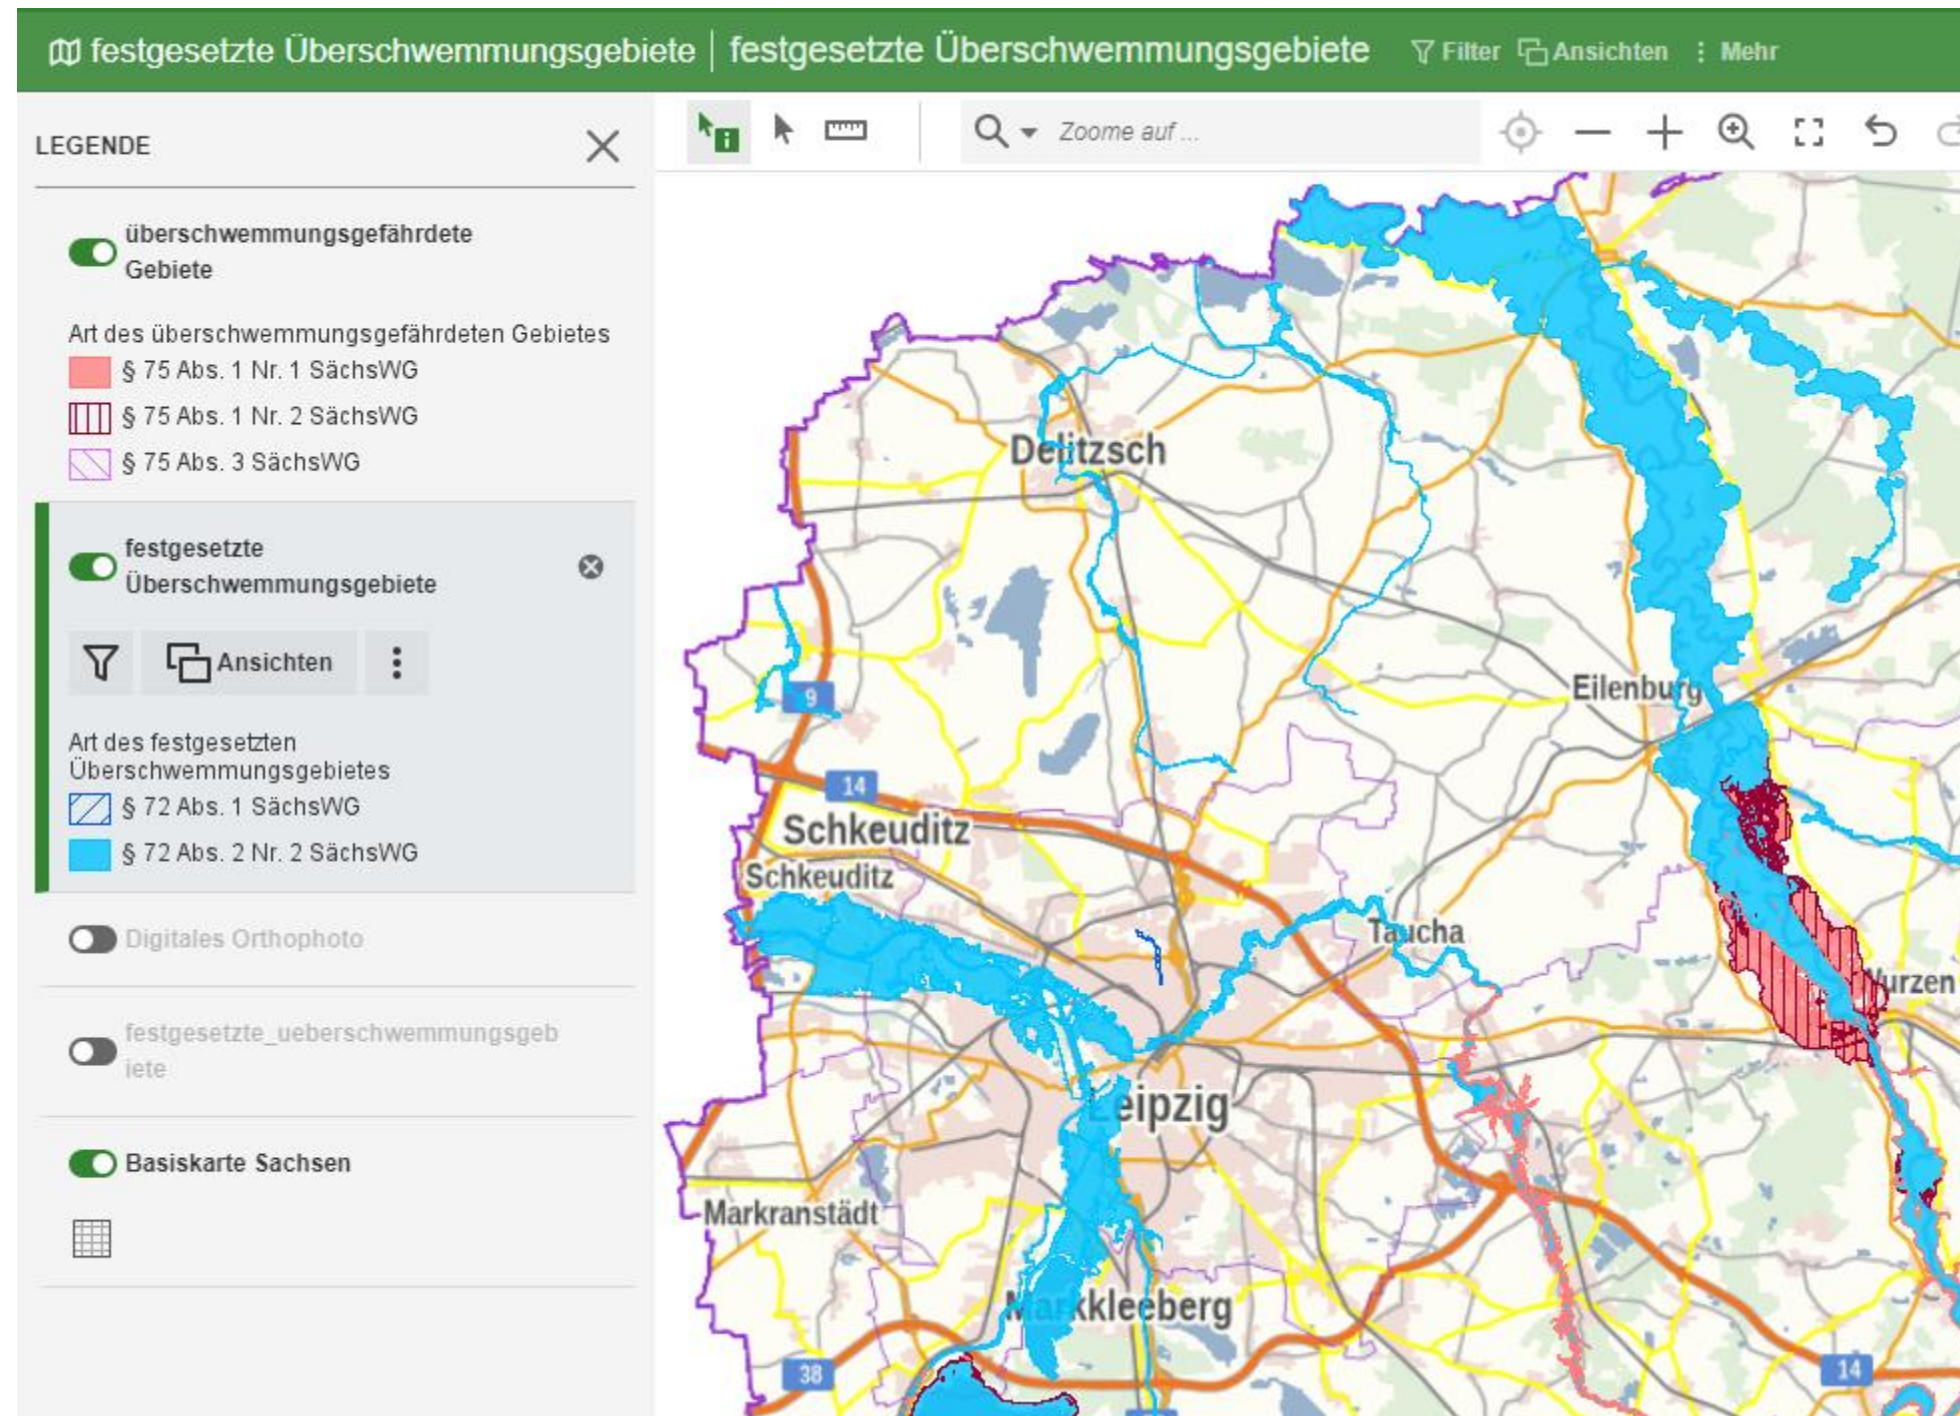 festgesetzte Überschwemmungsgebiete | festgesetzte Überschwemmungsgebiete Filter Ansichten Mehr
LEGENDE
Zoome auf ...
überschwemmungsgefährdete
Gebiete
Art des überschwemmungsgefährdeten Gebietes
§ 75 Abs. 1 Nr. 1 SächsWG
§ 75 Abs. 1 Nr. 2 SächsWG
§ 75 Abs. 3 SächsWG
festgesetzte
Überschwemmungsgebiete
Ansichten
Art des festgesetzten
Überschwemmungsgebietes
§ 72 Abs. 1 SächsWG
§ 72 Abs. 2 Nr. 2 SächsWG
Digitales Orthophoto
festgesetzte_ueberschwemmungsgeb
iete
Basiskarte Sachsen
Delitzsch
Eilenburg
9
14
Schkeuditz
Schkeuditz
Taucha
Wurzen
Leipzig
Markranstädt
Markkleeberg
38
14